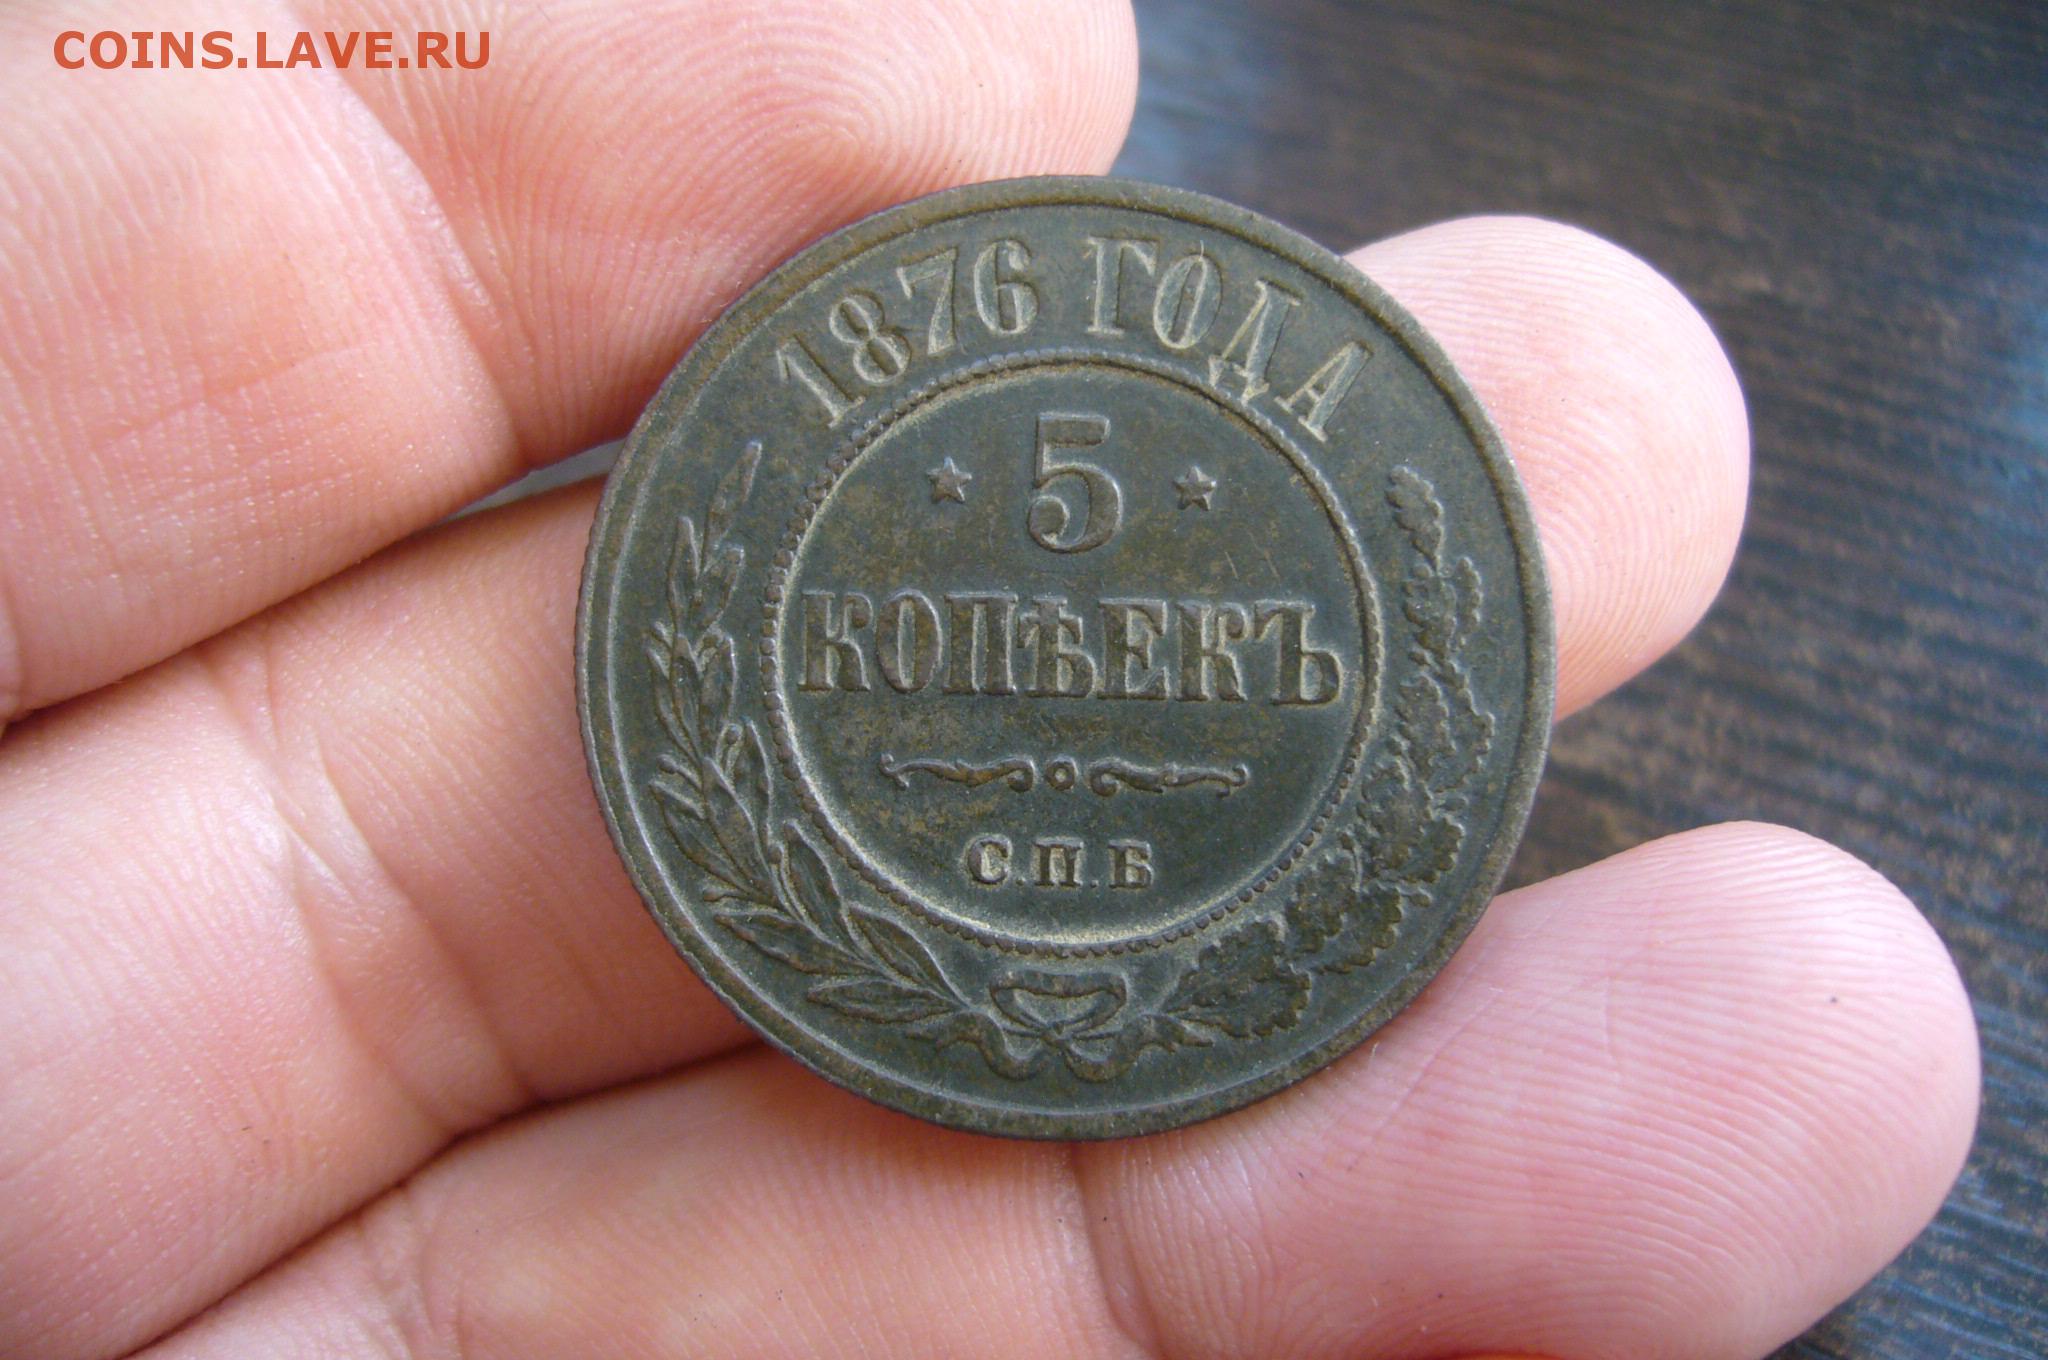 COINS.LAVE.RU
1876 ГОДА
5
КОПѢЕКЪ
С.П.Б